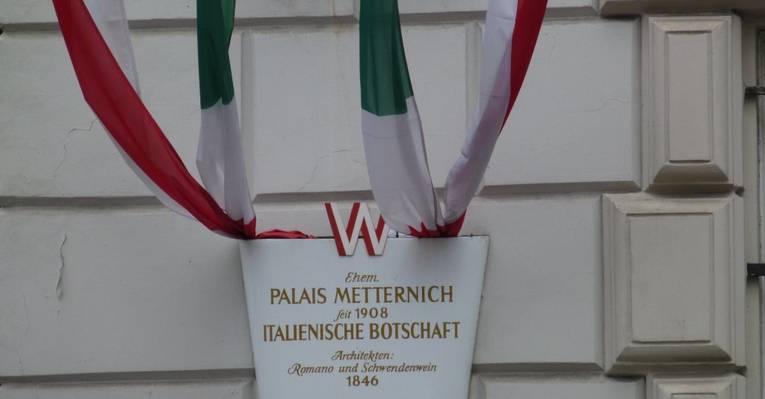 W
Ehem.
PALAIS METTERNICH
seit 1908
ITALIENISCHE BOTSCHAFT
Architekten:
Romano und Schwendenwein
1846